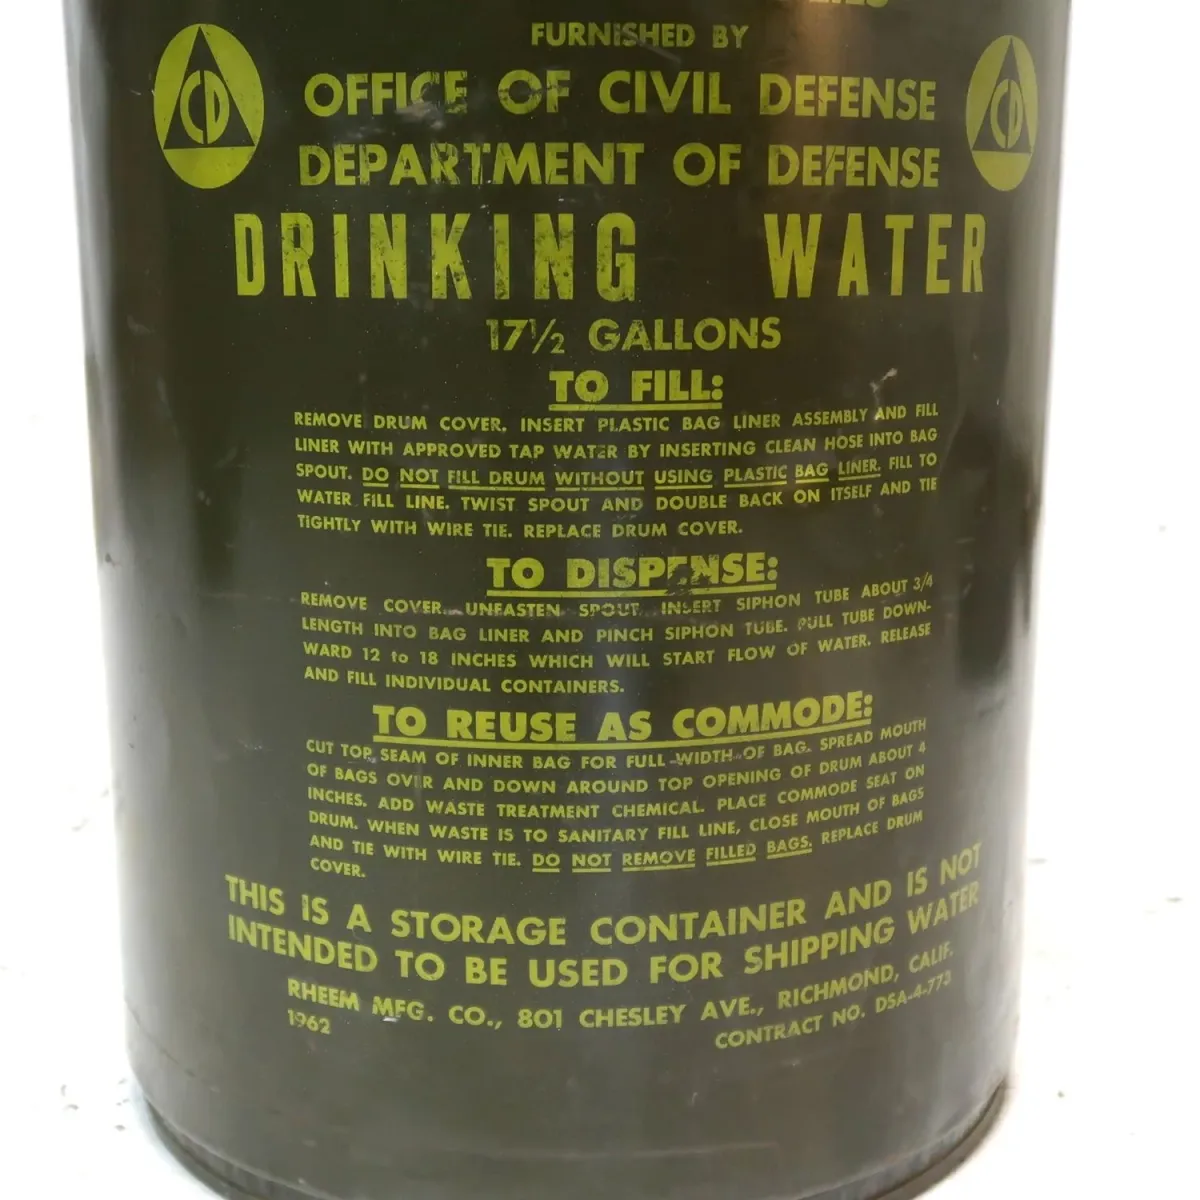 FURNISHED BY
CD OFFICE OF CIVIL DEFENSE CD
DEPARTMENT OF DEFENSE
DRINKING WATER
17½ GALLONS
TO FILL:
REMOVE DRUM COVER. INSERT PLASTIC BAG LINER ASSEMBLY AND FILL
LINER WITH APPROVED TAP WATER BY INSERTING CLEAN HOSE INTO BAG
SPOUT. DO NOT FILL DRUM WITHOUT USING PLASTIC BAG LINER. FILL TO
WATER FILL LINE. TWIST SPOUT AND DOUBLE BACK ON ITSELF AND TIE
TIGHTLY WITH WIRE TIE. REPLACE DRUM COVER.
TO DISPENSE:
REMOVE COVER. UNFASTEN SPOUT. INSERT SIPHON TUBE ABOUT 3/4
LENGTH INTO BAG LINER AND PINCH SIPHON TUBE. PULL TUBE DOWN-
WARD 12 to 18 INCHES WHICH WILL START FLOW OF WATER. RELEASE
AND FILL INDIVIDUAL CONTAINERS.
TO REUSE AS COMMODE:
CUT TOP SEAM OF INNER BAG FOR FULL WIDTH OF BAG. SPREAD MOUTH
OF BAGS OVER AND DOWN AROUND TOP OPENING OF DRUM ABOUT 4
INCHES. ADD WASTE TREATMENT CHEMICAL. PLACE COMMODE SEAT ON
DRUM. WHEN WASTE IS TO SANITARY FILL LINE, CLOSE MOUTH OF BAGS
AND TIE WITH WIRE TIE. DO NOT REMOVE FILLED BAGS. REPLACE DRUM
COVER.
THIS IS A STORAGE CONTAINER AND IS NOT
INTENDED TO BE USED FOR SHIPPING WATER
RHEEM MFG. CO., 801 CHESLEY AVE., RICHMOND, CALIF.
1962 CONTRACT NO. DSA-4-773